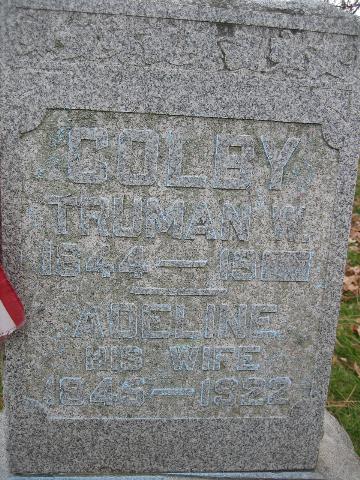 COLBY
TRUMAN W.
1844 —
ADELINE
HIS WIFE
1845 — 1922